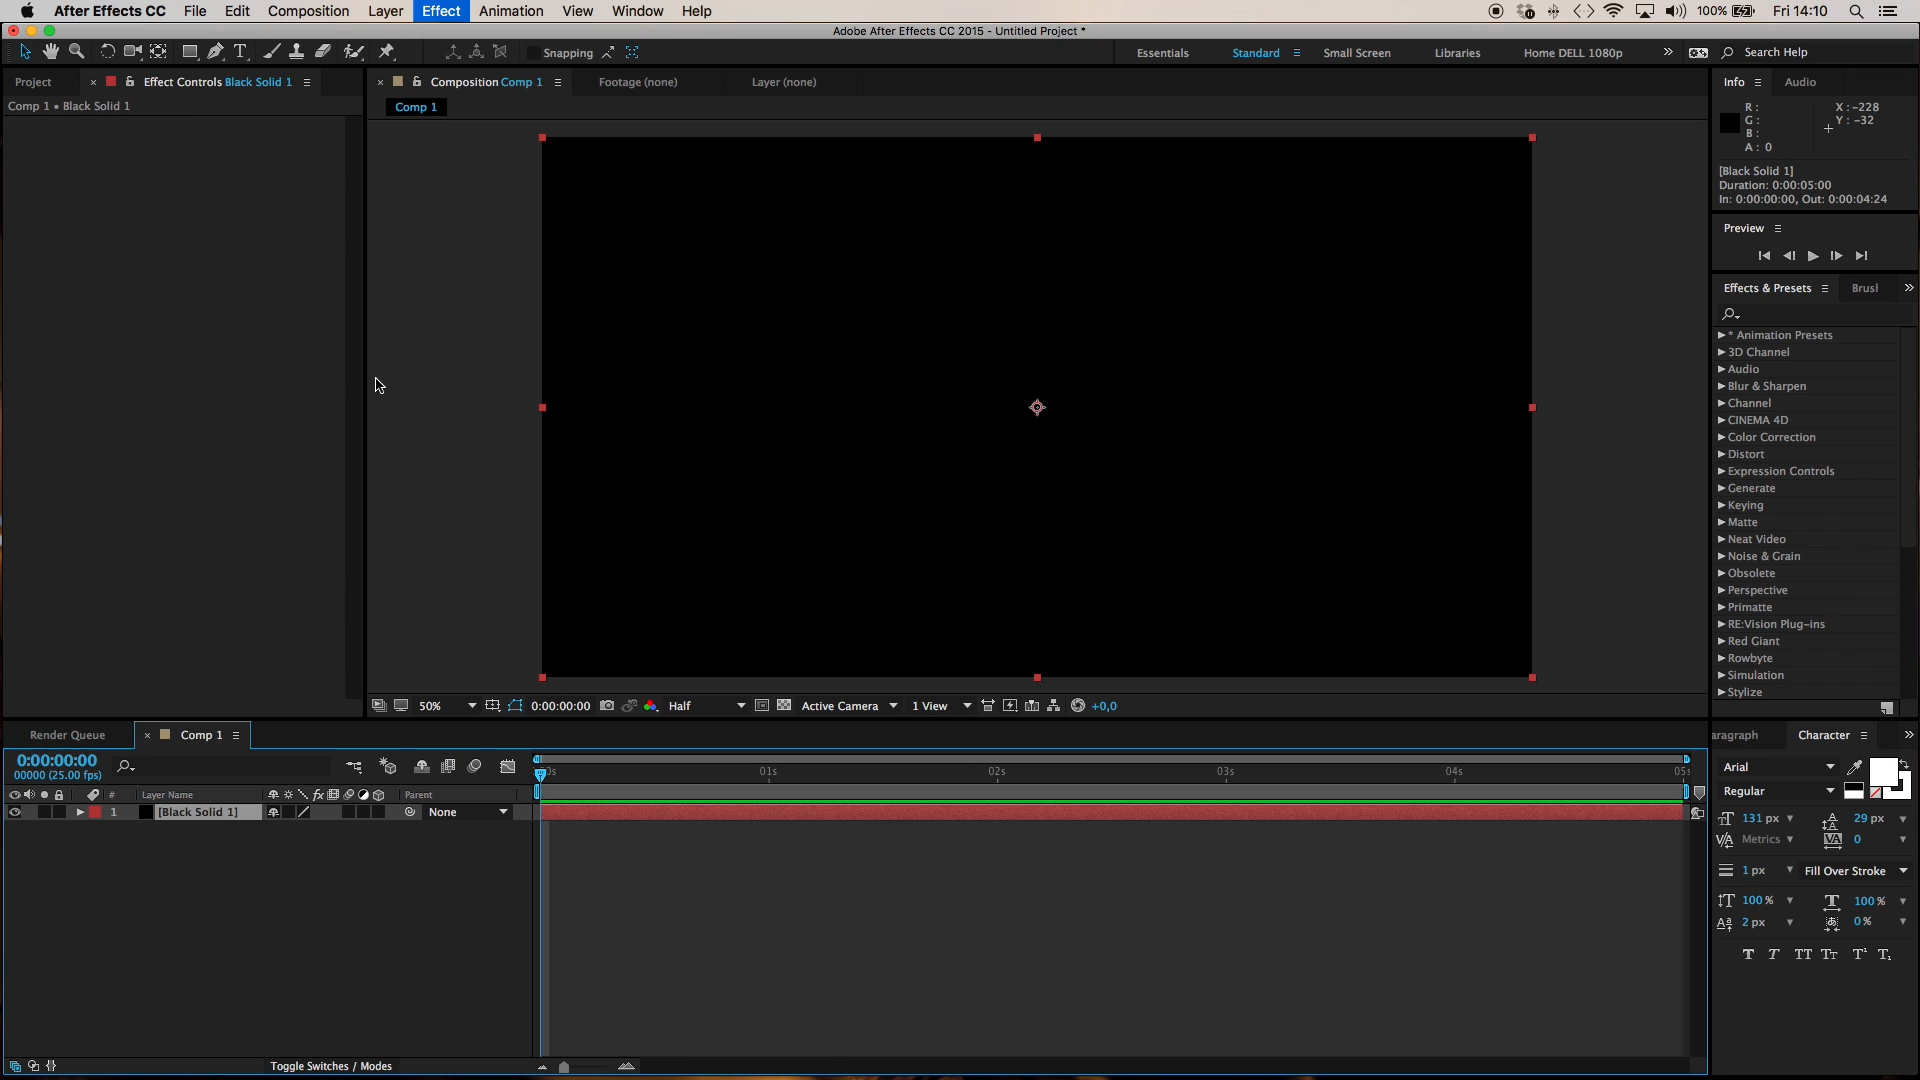 After Effects CC File Edit Composition Layer Effect Animation View Window Help 100% Fri 14:10
Adobe After Effects CC 2015 - Untitled Project *
T Snapping Essentials Standard Small Screen Libraries Home DELL 1080p » Search Help
Project × Effect Controls Black Solid 1 × Composition Comp 1 Footage (none) Layer (none) Info Audio
Comp 1 • Black Solid 1
Comp 1
R : X : -228
G : Y : -32
B :
A : 0
[Black Solid 1]
Duration: 0:00:05:00
In: 0:00:00:00, Out: 0:00:04:24
Preview
Effects & Presets Brusl »
* Animation Presets
3D Channel
Audio
Blur & Sharpen
Channel
CINEMA 4D
Color Correction
Distort
Expression Controls
Generate
Keying
Matte
Neat Video
Noise & Grain
Obsolete
Perspective
Primatte
RE:Vision Plug-ins
Red Giant
Rowbyte
Simulation
Stylize
50% 0:00:00:00 Half Active Camera 1 View +0,0
Render Queue × Comp 1 aragraph Character »
0:00:00:00
00000 (25.00 fps)
0s 01s 02s 03s 04s 05s
# Layer Name fx Parent
1 [Black Solid 1] None
Arial
Regular
131 px 29 px
Metrics 0
1 px Fill Over Stroke
100 % 100 %
2 px 0 %
T T TT Tt T¹ T₁
Toggle Switches / Modes